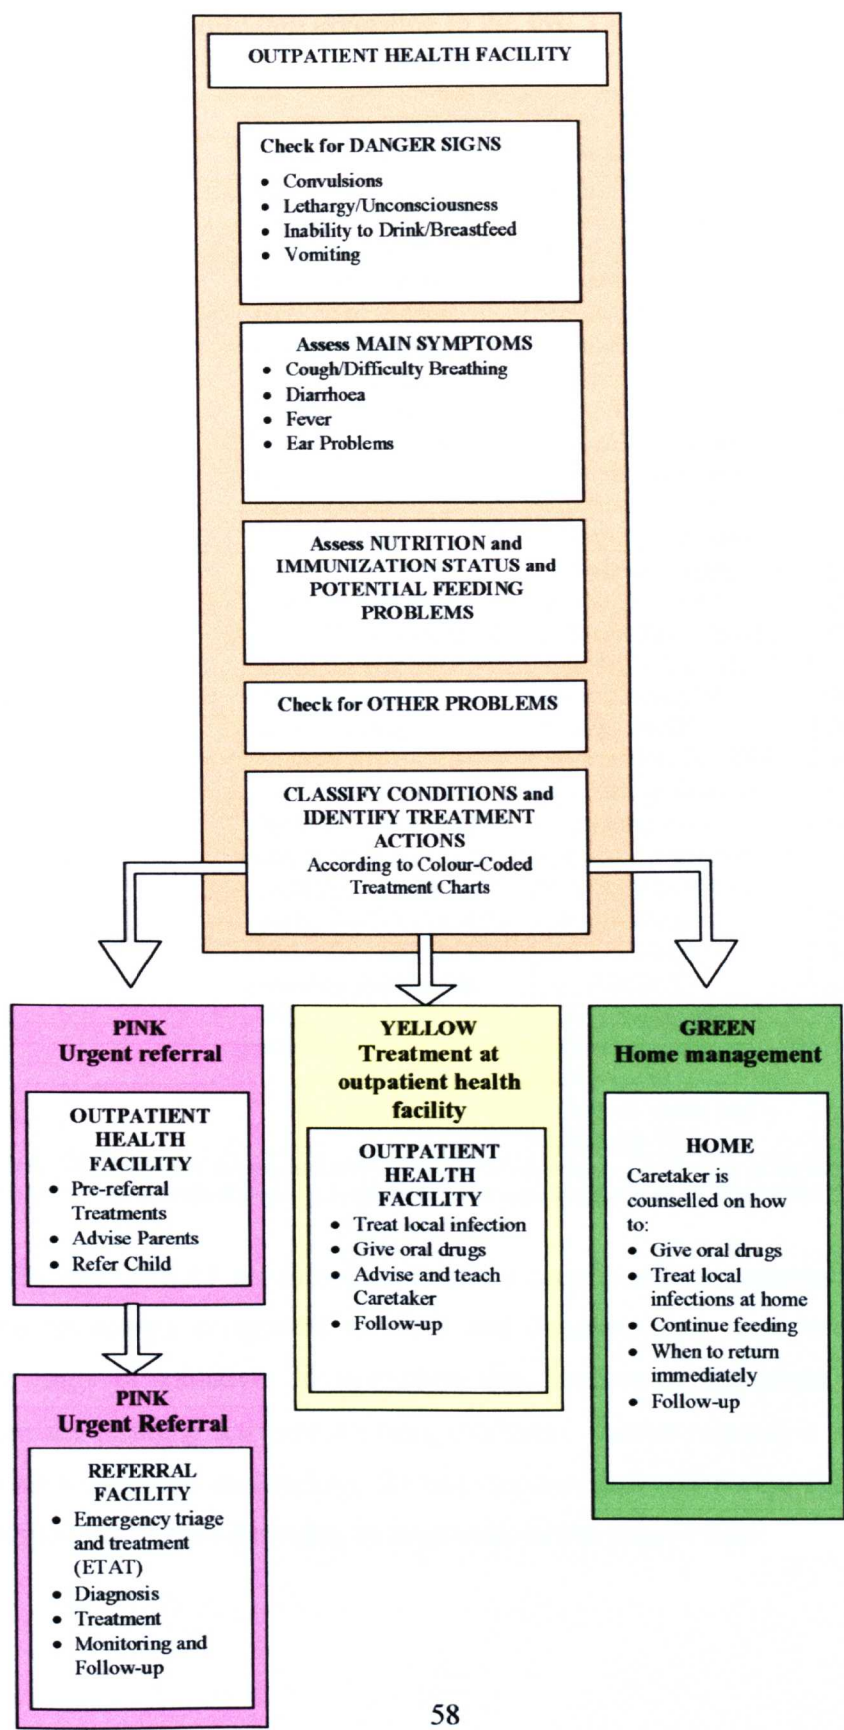 OUTPATIENT HEALTH FACILITY
Check for DANGER SIGNS
• Convulsions
• Lethargy/Unconsciousness
• Inability to Drink/Breastfeed
• Vomiting
Assess MAIN SYMPTOMS
• Cough/Difficulty Breathing
• Diarrhoea
• Fever
• Ear Problems
Assess NUTRITION and
IMMUNIZATION STATUS and
POTENTIAL FEEDING
PROBLEMS
Check for OTHER PROBLEMS
CLASSIFY CONDITIONS and
IDENTIFY TREATMENT
ACTIONS
According to Colour-Coded
Treatment Charts
PINK
Urgent referral
OUTPATIENT
HEALTH
FACILITY
• Pre-referral
Treatments
• Advise Parents
• Refer Child
PINK
Urgent Referral
REFERRAL
FACILITY
• Emergency triage
and treatment
(ETAT)
• Diagnosis
• Treatment
• Monitoring and
Follow-up
YELLOW
Treatment at
outpatient health
facility
OUTPATIENT
HEALTH
FACILITY
• Treat local infection
• Give oral drugs
• Advise and teach
Caretaker
• Follow-up
GREEN
Home management
HOME
Caretaker is
counselled on how
to:
• Give oral drugs
• Treat local
infections at home
• Continue feeding
• When to return
immediately
• Follow-up
58